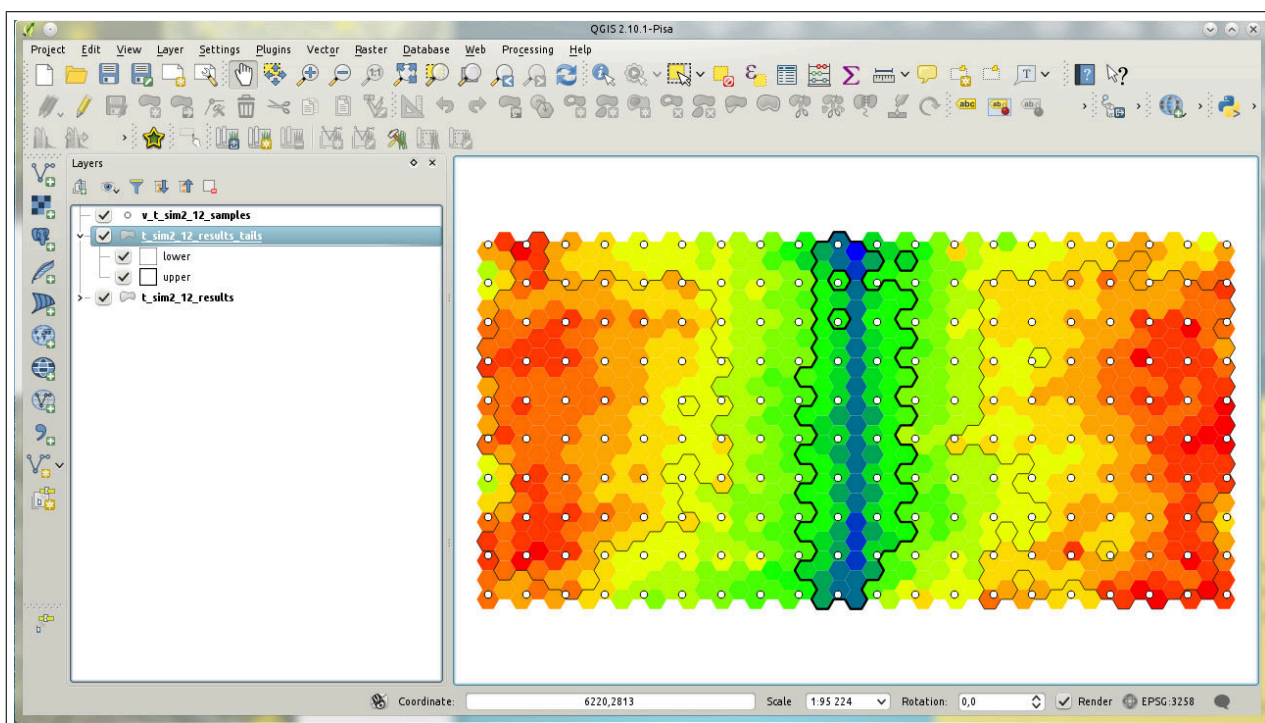 QGIS 2.10.1-Pisa
Project Edit View Layer Settings Plugins Vector Raster Database Web Processing Help
Layers
v_t_sim2_12_samples
t_sim2_12_results_tails
lower
upper
t_sim2_12_results
Coordinate: 6220,2813 Scale 1:95 224 Rotation: 0,0 Render EPSG:3258